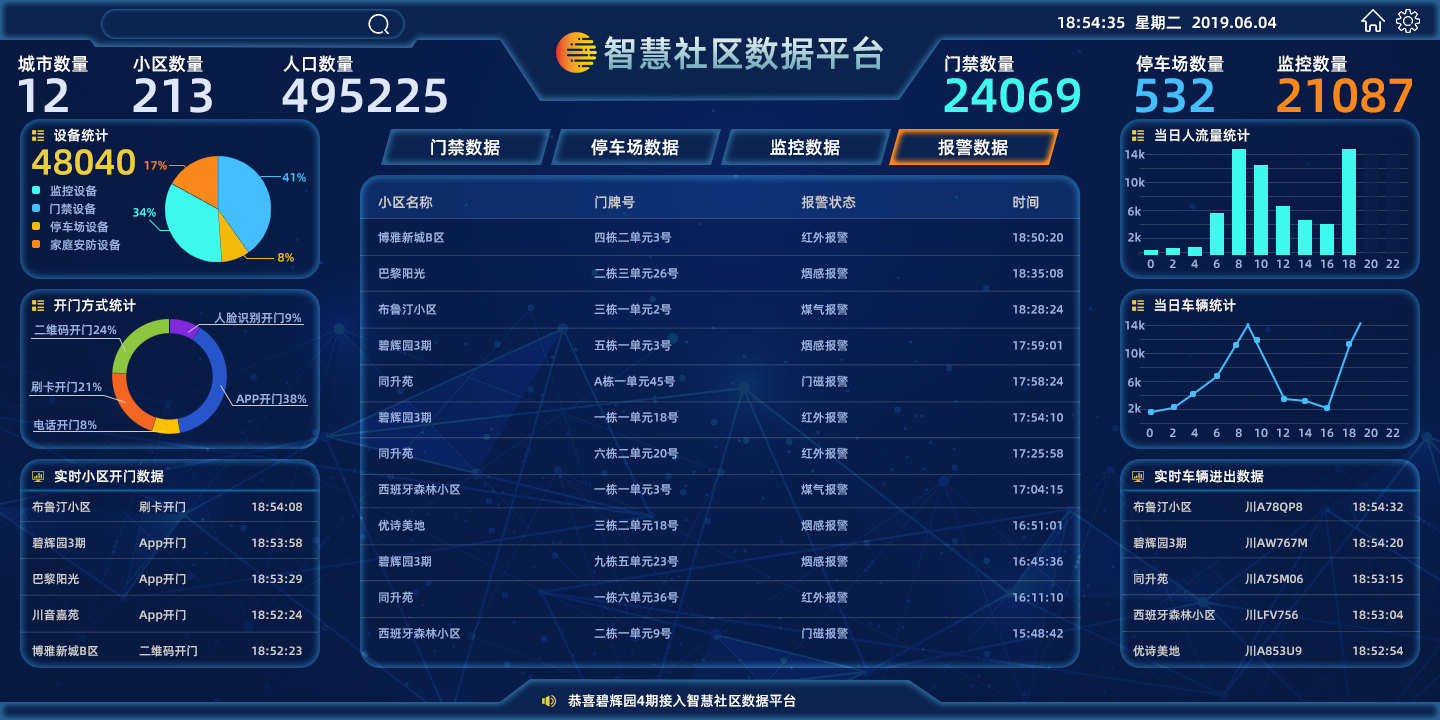 18:54:35 星期二 2019.06.04
智慧社区数据平台
城市数量
12
小区数量
213
人口数量
495225
门禁数量
24069
停车场数量
532
监控数量
21087
设备统计
48040
监控设备
门禁设备
停车场设备
家庭安防设备
17%
41%
34%
8%
开门方式统计
二维码开门24%
人脸识别开门9%
刷卡开门21%
APP开门38%
电话开门8%
实时小区开门数据
布鲁汀小区 刷卡开门 18:54:08
碧辉园3期 App开门 18:53:58
巴黎阳光 App开门 18:53:29
川音嘉苑 App开门 18:52:24
博雅新城B区 二维码开门 18:52:23
门禁数据 停车场数据 监控数据 报警数据
小区名称 门牌号 报警状态 时间
博雅新城B区 四栋二单元3号 红外报警 18:50:20
巴黎阳光 二栋三单元26号 烟感报警 18:35:08
布鲁汀小区 三栋一单元2号 煤气报警 18:28:24
碧辉园3期 五栋一单元3号 烟感报警 17:59:01
同升苑 A栋一单元45号 门磁报警 17:58:24
碧辉园3期 一栋一单元18号 红外报警 17:54:10
同升苑 六栋二单元20号 红外报警 17:25:58
西班牙森林小区 一栋一单元3号 煤气报警 17:04:15
优诗美地 三栋二单元18号 烟感报警 16:51:01
碧辉园3期 九栋五单元23号 烟感报警 16:45:36
同升苑 一栋六单元36号 红外报警 16:11:10
西班牙森林小区 二栋一单元9号 门磁报警 15:48:42
当日人流量统计
14k
10k
6k
2k
0 2 4 6 8 10 12 14 16 18 20 22
当日车辆统计
14k
10k
6k
2k
0 2 4 6 8 10 12 14 16 18 20 22
实时车辆进出数据
布鲁汀小区 川A78QP8 18:54:32
碧辉园3期 川AW767M 18:54:20
同升苑 川A7SM06 18:53:15
西班牙森林小区 川LFV756 18:53:04
优诗美地 川A853U9 18:52:54
恭喜碧辉园4期接入智慧社区数据平台